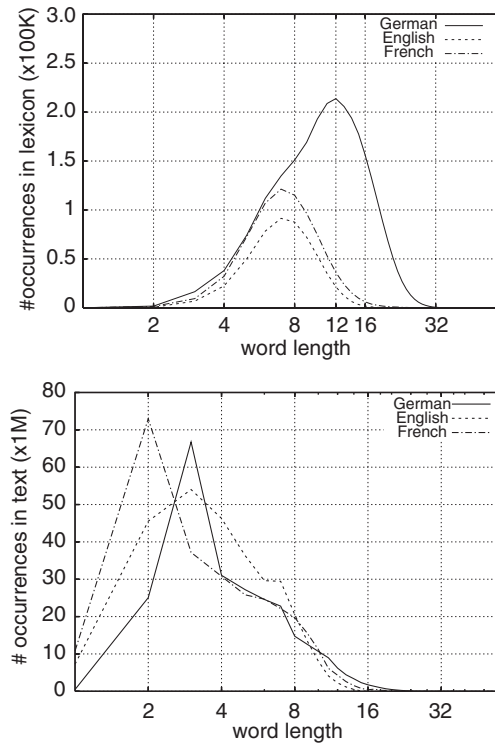 3.0
2.5
2.0
1.5
1
0.5
0
#occurrences in lexicon (x100K)
German
English
French
2 4 8 12 16 32
word length
80
70
60
50
40
30
20
10
0
# occurrences in text (x1M)
German
English
French
2 4 8 16 32
word length